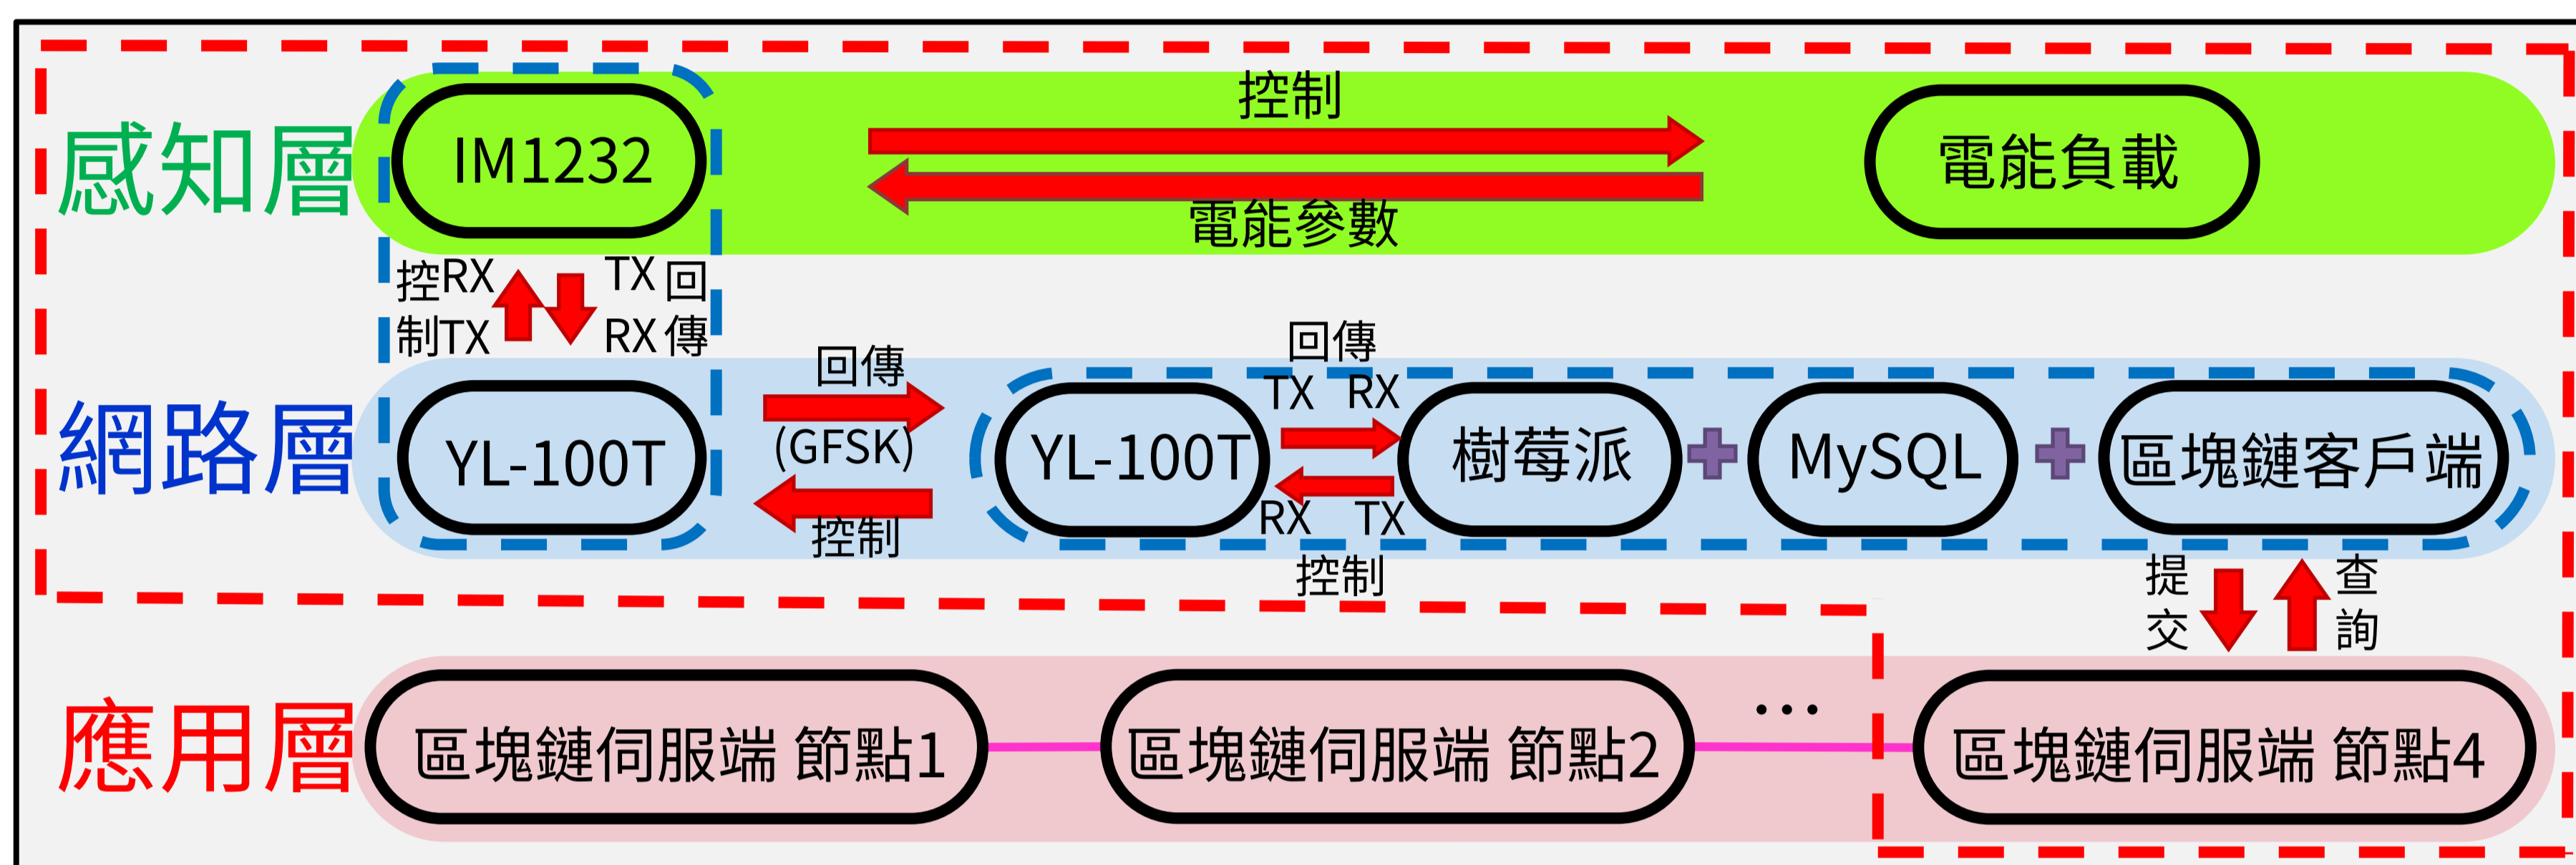 感知層
IM1232
控制
電能參數
電能負載
控制
RX
TX
TX
RX
回傳
網路層
YL-100T
回傳
(GFSK)
控制
YL-100T
回傳
TX RX
RX TX
控制
樹莓派
MySQL
區塊鏈客戶端
提交
查詢
應用層
區塊鏈伺服端 節點1
區塊鏈伺服端 節點2
...
區塊鏈伺服端 節點4